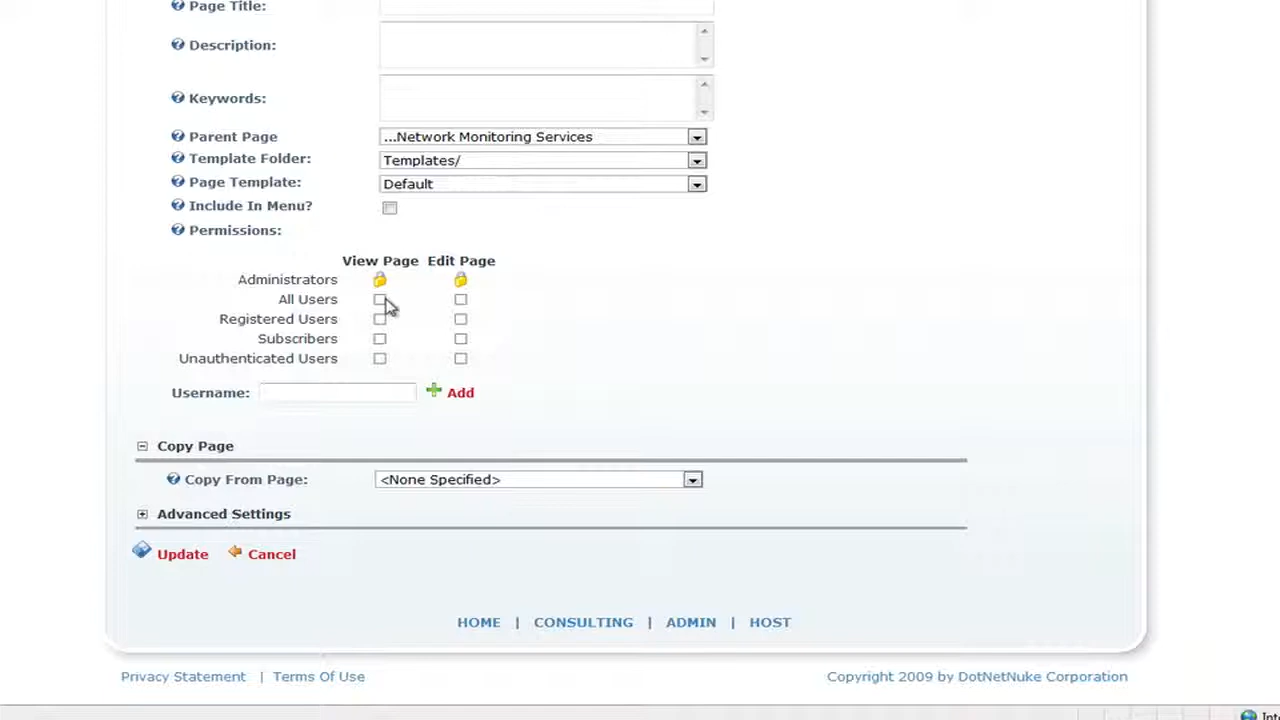 Page Title:
Description:
Keywords:
Parent Page ...Network Monitoring Services
Template Folder: Templates/
Page Template: Default
Include In Menu?
Permissions:
View Page Edit Page
Administrators
All Users
Registered Users
Subscribers
Unauthenticated Users
Username: Add
Copy Page
Copy From Page: <None Specified>
Advanced Settings
Update Cancel
HOME | CONSULTING | ADMIN | HOST
Privacy Statement | Terms Of Use Copyright 2009 by DotNetNuke Corporation